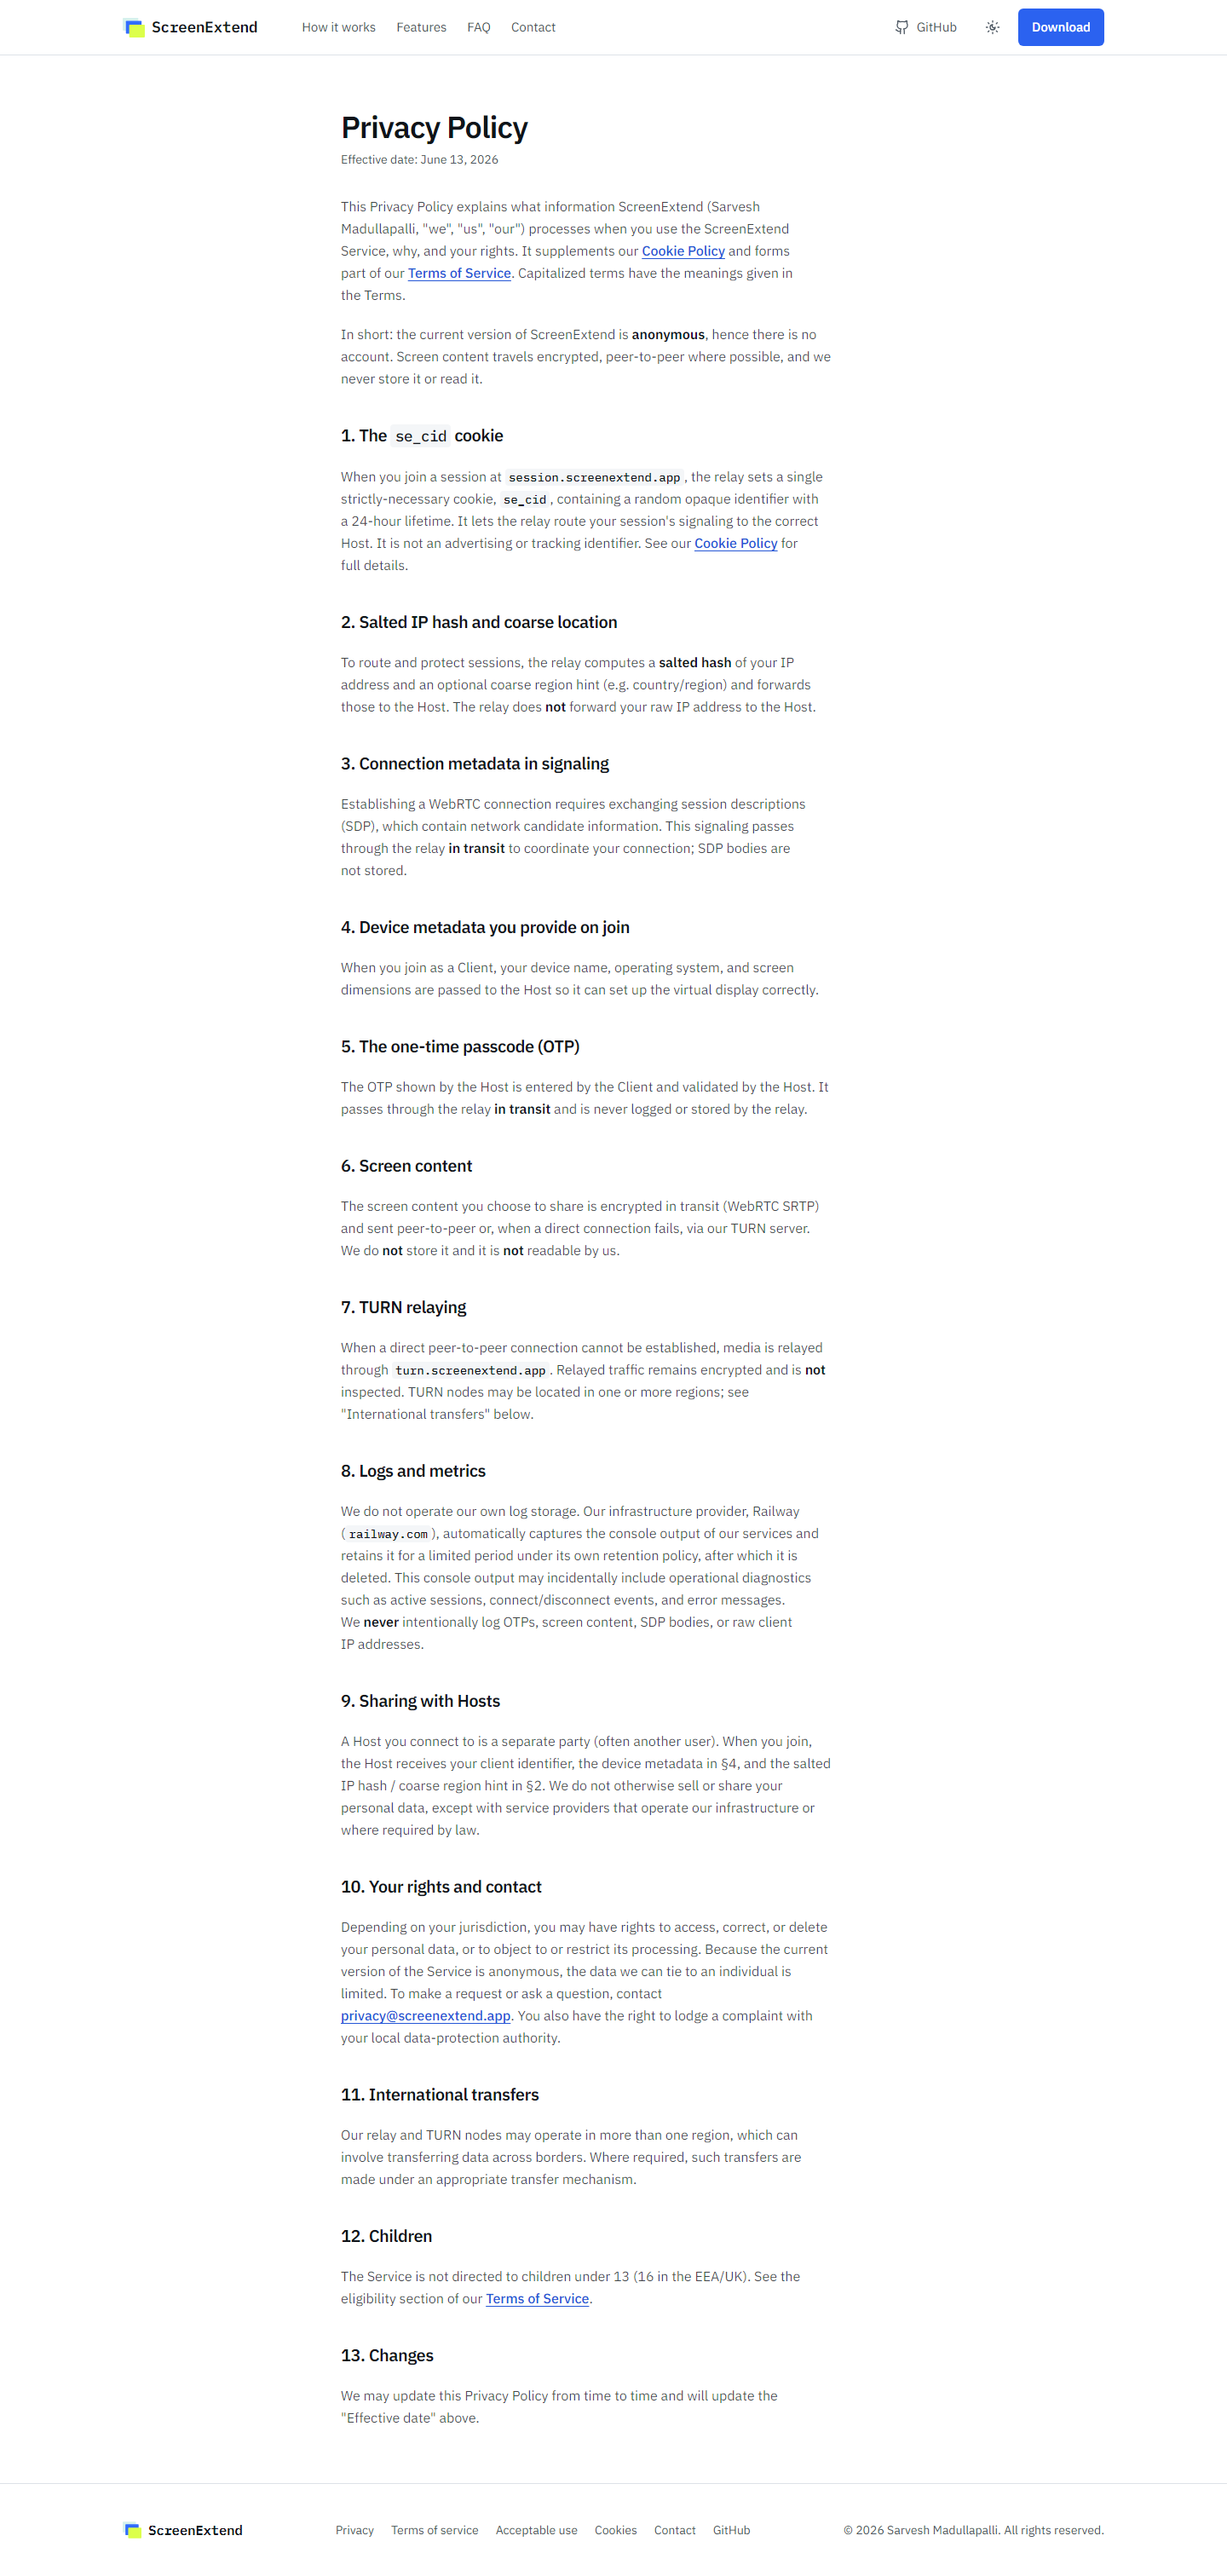 ScreenExtend How it works Features FAQ Contact GitHub Download
Privacy Policy
Effective date: June 13, 2026
This Privacy Policy explains what information ScreenExtend (Sarvesh
Madullapalli, "we", "us", "our") processes when you use the ScreenExtend
Service, why, and your rights. It supplements our Cookie Policy and forms
part of our Terms of Service. Capitalized terms have the meanings given in
the Terms.
In short: the current version of ScreenExtend is anonymous, hence there is no
account. Screen content travels encrypted, peer-to-peer where possible, and we
never store it or read it.
1. The se_cid cookie
When you join a session at session.screenextend.app, the relay sets a single
strictly-necessary cookie, se_cid, containing a random opaque identifier with
a 24-hour lifetime. It lets the relay route your session's signaling to the correct
Host. It is not an advertising or tracking identifier. See our Cookie Policy for
full details.
2. Salted IP hash and coarse location
To route and protect sessions, the relay computes a salted hash of your IP
address and an optional coarse region hint (e.g. country/region) and forwards
those to the Host. The relay does not forward your raw IP address to the Host.
3. Connection metadata in signaling
Establishing a WebRTC connection requires exchanging session descriptions
(SDP), which contain network candidate information. This signaling passes
through the relay in transit to coordinate your connection; SDP bodies are
not stored.
4. Device metadata you provide on join
When you join as a Client, your device name, operating system, and screen
dimensions are passed to the Host so it can set up the virtual display correctly.
5. The one-time passcode (OTP)
The OTP shown by the Host is entered by the Client and validated by the Host. It
passes through the relay in transit and is never logged or stored by the relay.
6. Screen content
The screen content you choose to share is encrypted in transit (WebRTC SRTP)
and sent peer-to-peer or, when a direct connection fails, via our TURN server.
We do not store it and it is not readable by us.
7. TURN relaying
When a direct peer-to-peer connection cannot be established, media is relayed
through turn.screenextend.app. Relayed traffic remains encrypted and is not
inspected. TURN nodes may be located in one or more regions; see
"International transfers" below.
8. Logs and metrics
We do not operate our own log storage. Our infrastructure provider, Railway
(railway.com), automatically captures the console output of our services and
retains it for a limited period under its own retention policy, after which it is
deleted. This console output may incidentally include operational diagnostics
such as active sessions, connect/disconnect events, and error messages.
We never intentionally log OTPs, screen content, SDP bodies, or raw client
IP addresses.
9. Sharing with Hosts
A Host you connect to is a separate party (often another user). When you join,
the Host receives your client identifier, the device metadata in §4, and the salted
IP hash / coarse region hint in §2. We do not otherwise sell or share your
personal data, except with service providers that operate our infrastructure or
where required by law.
10. Your rights and contact
Depending on your jurisdiction, you may have rights to access, correct, or delete
your personal data, or to object to or restrict its processing. Because the current
version of the Service is anonymous, the data we can tie to an individual is
limited. To make a request or ask a question, contact
privacy@screenextend.app. You also have the right to lodge a complaint with
your local data-protection authority.
11. International transfers
Our relay and TURN nodes may operate in more than one region, which can
involve transferring data across borders. Where required, such transfers are
made under an appropriate transfer mechanism.
12. Children
The Service is not directed to children under 13 (16 in the EEA/UK). See the
eligibility section of our Terms of Service.
13. Changes
We may update this Privacy Policy from time to time and will update the
"Effective date" above.
ScreenExtend Privacy Terms of service Acceptable use Cookies Contact GitHub © 2026 Sarvesh Madullapalli. All rights reserved.